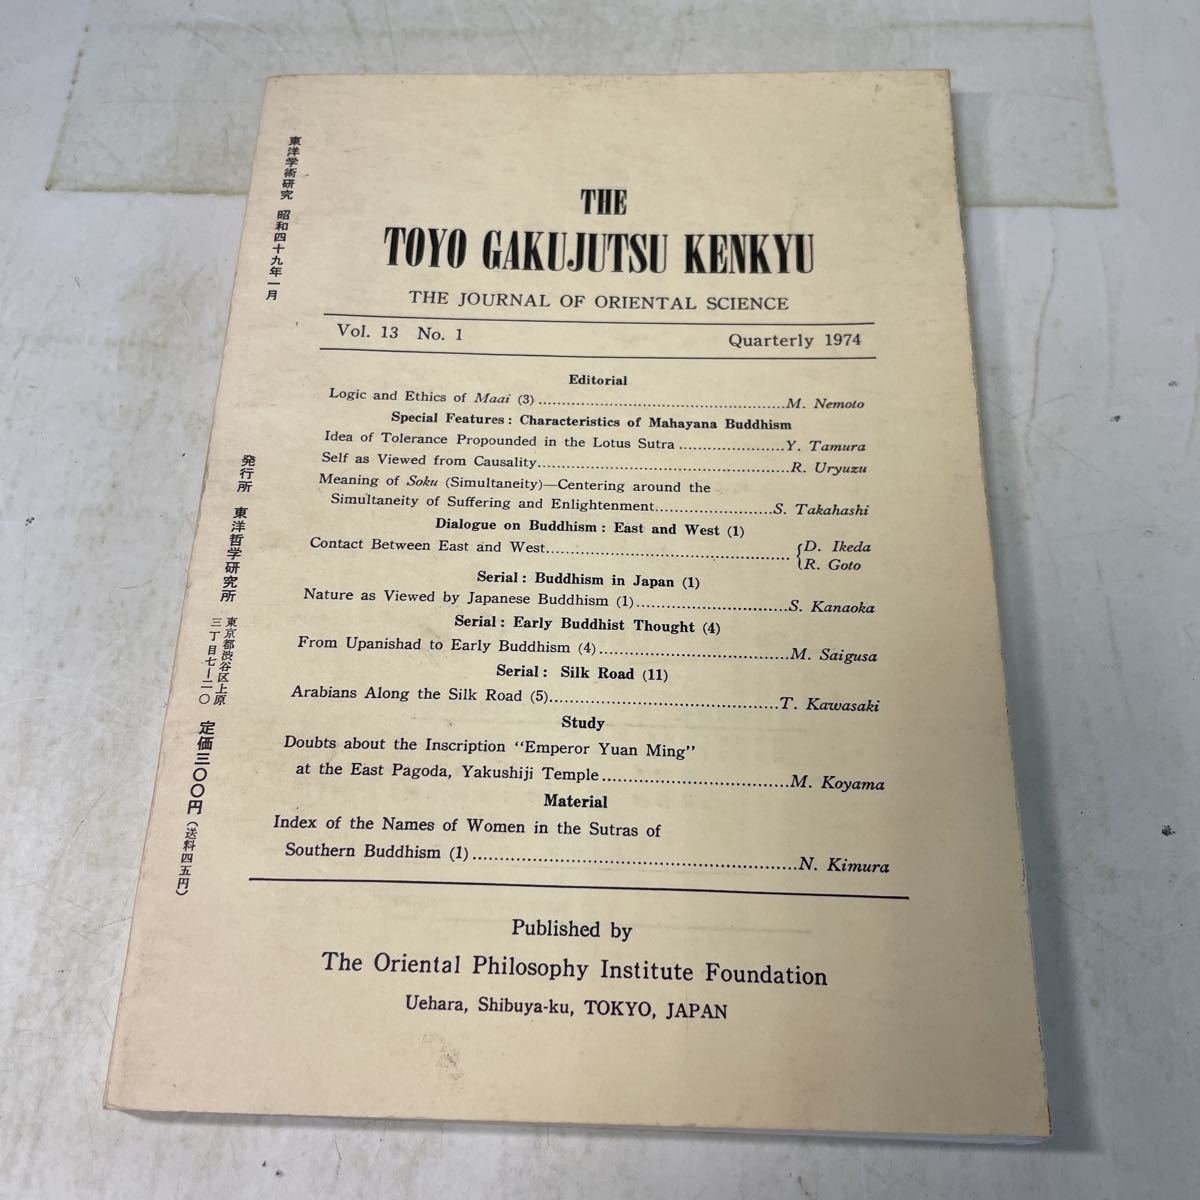 THE
TOYO GAKUJUTSU KENKYU
THE JOURNAL OF ORIENTAL SCIENCE
Vol. 13 No. 1 Quarterly 1974
Editorial
Logic and Ethics of Maai (3) ........ M. Nemoto
Special Features: Characteristics of Mahayana Buddhism
Idea of Tolerance Propounded in the Lotus Sutra ........ Y. Tamura
Self as Viewed from Causality ........ R. Uryuzu
Meaning of Soku (Simultaneity)—Centering around the
Simultaneity of Suffering and Enlightenment ........ S. Takahashi
Dialogue on Buddhism: East and West (1)
Contact Between East and West ........ { D. Ikeda
R. Goto
Serial: Buddhism in Japan (1)
Nature as Viewed by Japanese Buddhism (1) ........ S. Kanaoka
Serial: Early Buddhist Thought (4)
From Upanishad to Early Buddhism (4) ........ M. Saigusa
Serial: Silk Road (11)
Arabians Along the Silk Road (5) ........ T. Kawasaki
Study
Doubts about the Inscription "Emperor Yuan Ming"
at the East Pagoda, Yakushiji Temple ........ M. Koyama
Material
Index of the Names of Women in the Sutras of
Southern Buddhism (1) ........ N. Kimura
Published by
The Oriental Philosophy Institute Foundation
Uehara, Shibuya-ku, TOKYO, JAPAN
東洋学術研究 昭和四十九年一月
発行所 東洋哲学研究所
東京都渋谷区上原
三丁目七ー二〇
定価三〇〇円（送料四五円）